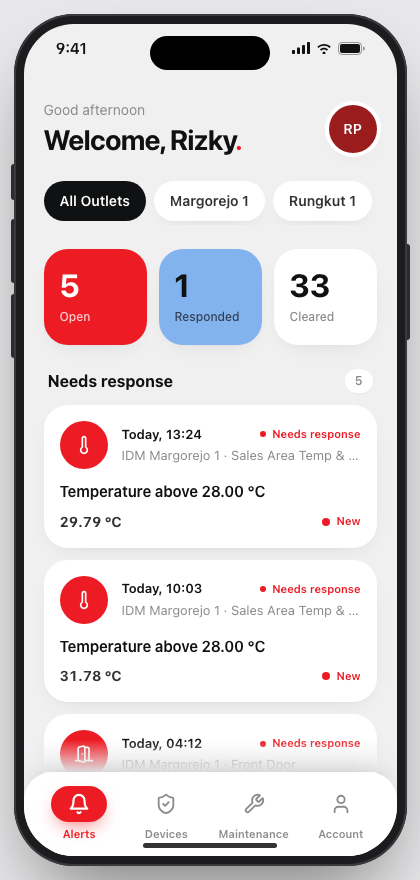 9:41
Good afternoon
Welcome, Rizky.
RP
All Outlets
Margorejo 1
Rungkut 1
5
Open
1
Responded
33
Cleared
Needs response
5
Today, 13:24
Needs response
IDM Margorejo 1 · Sales Area Temp & ...
Temperature above 28.00 °C
29.79 °C
New
Today, 10:03
Needs response
IDM Margorejo 1 · Sales Area Temp & ...
Temperature above 28.00 °C
31.78 °C
New
Today, 04:12
Needs response
IDM Margorejo 1 · Front Door
Alerts
Devices
Maintenance
Account